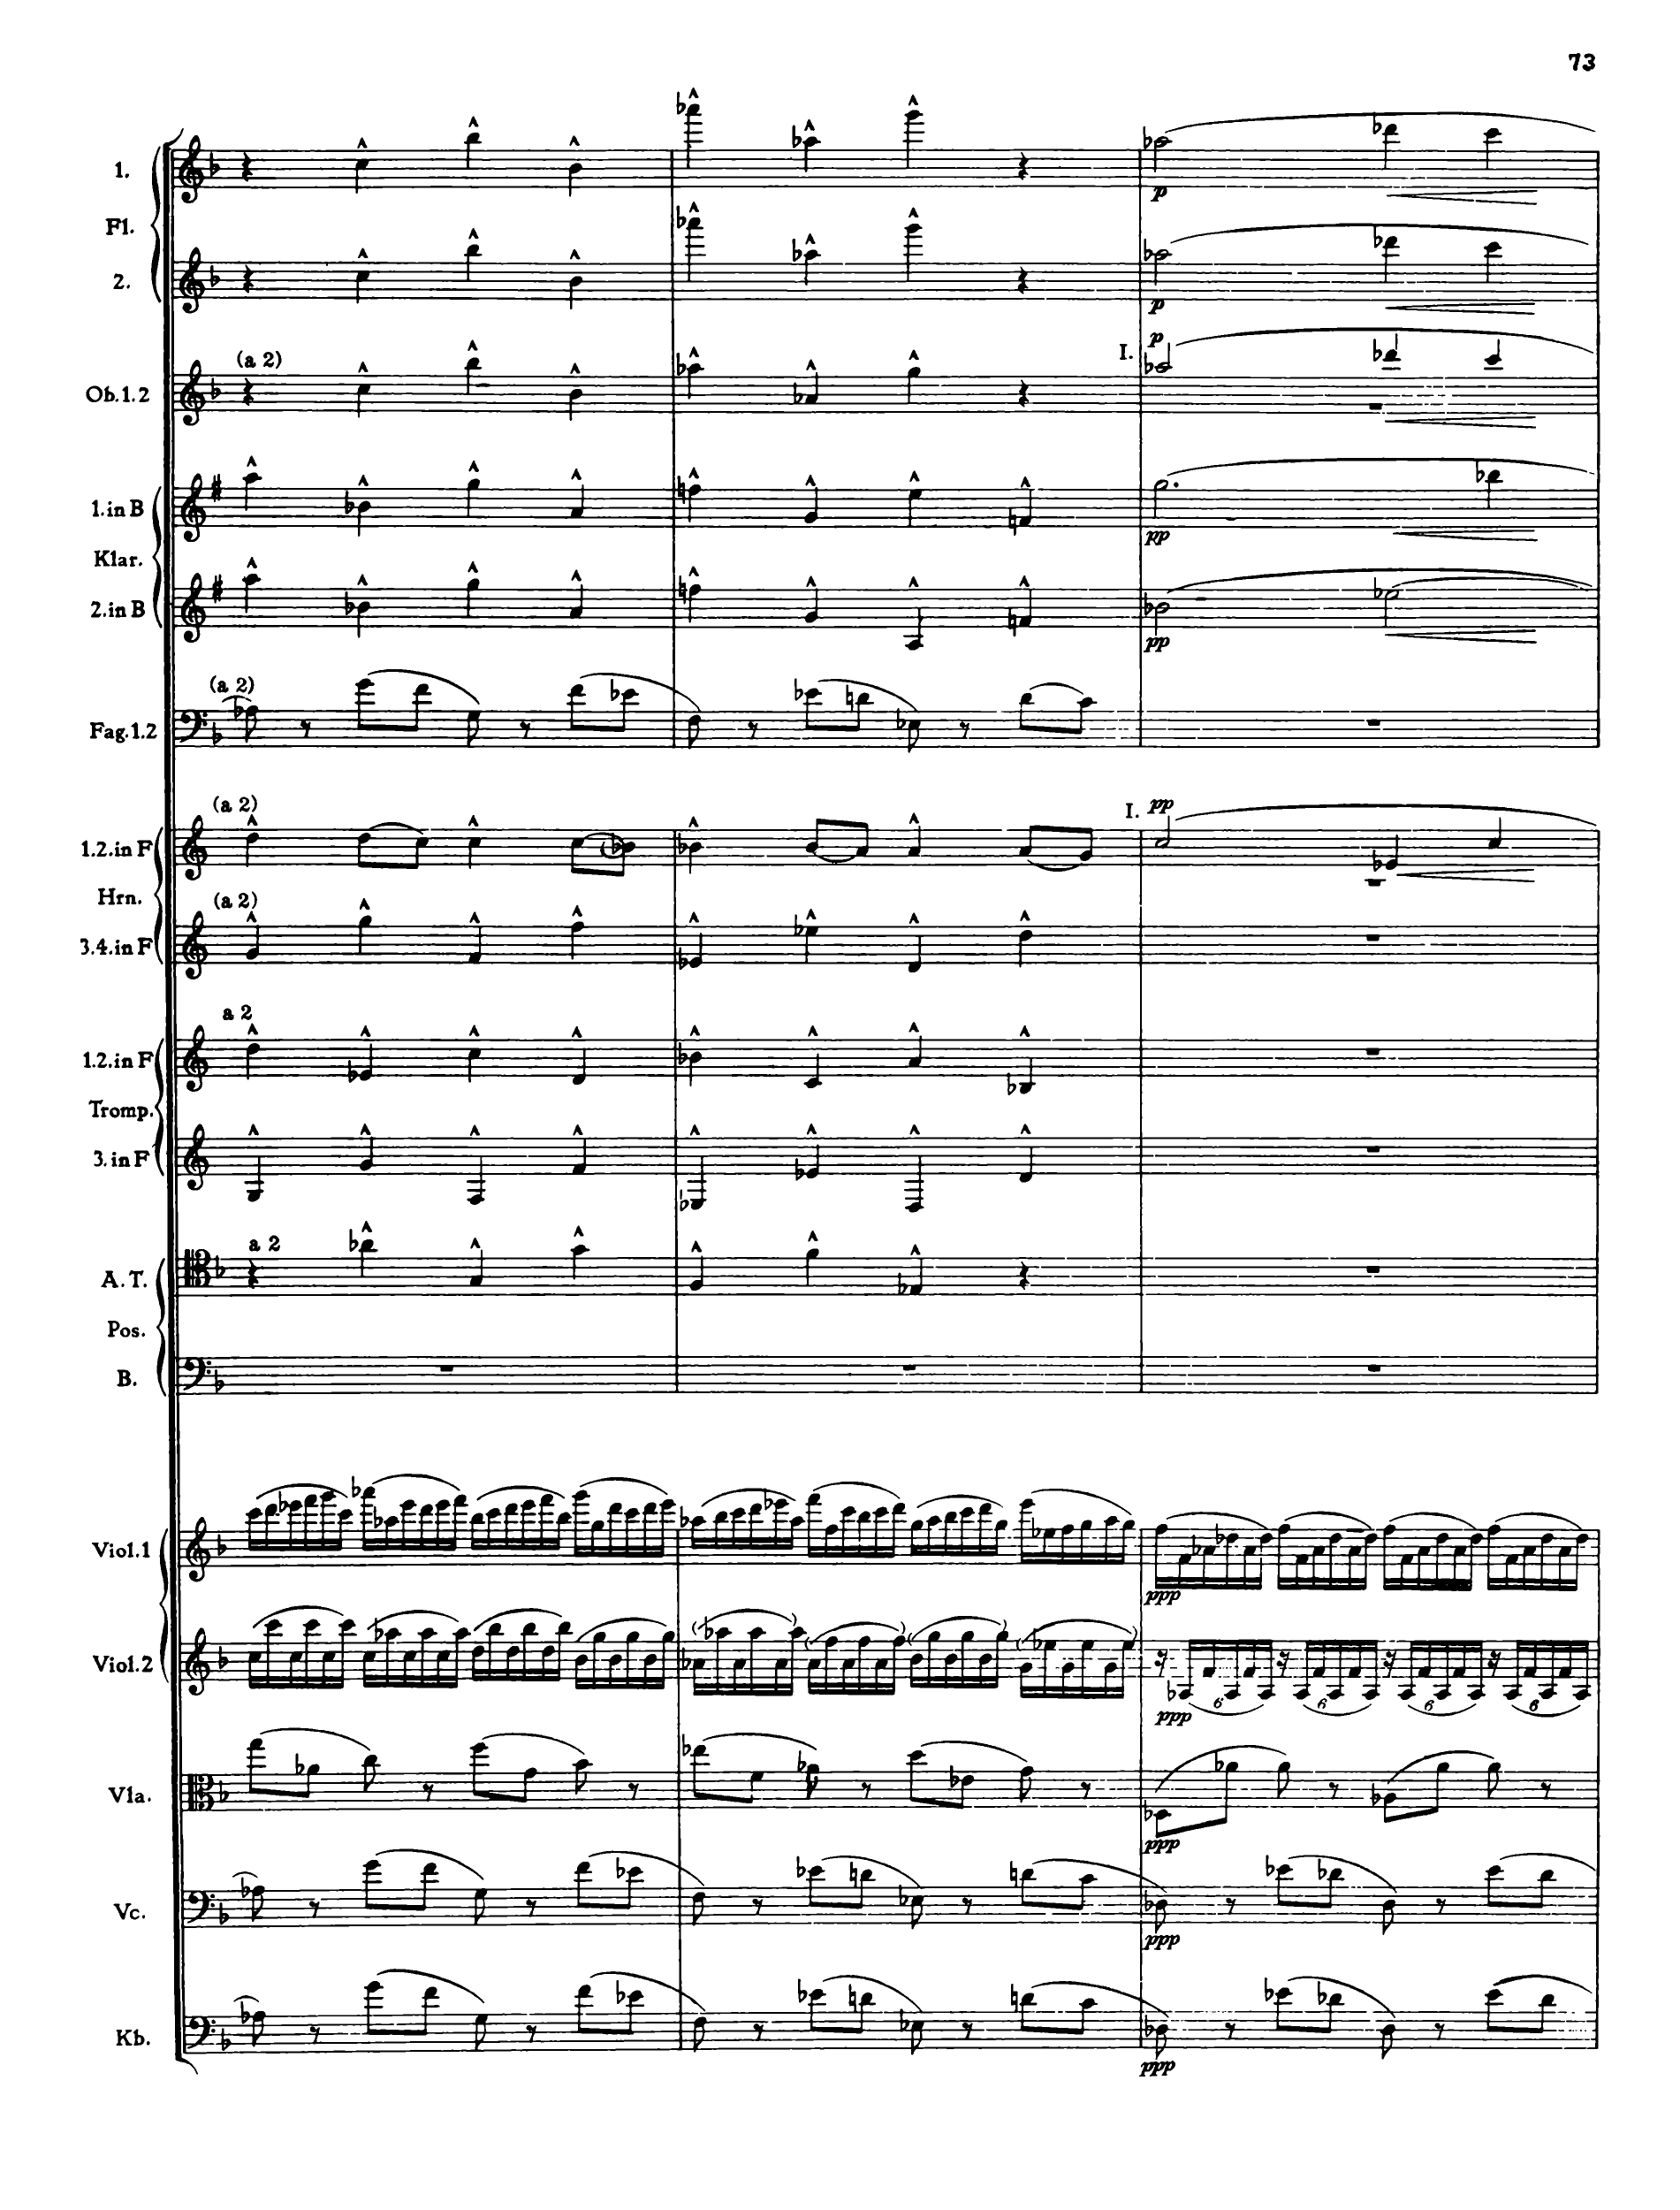 73
1.
Fl.
2.
p
p
(a 2)
I.
p
Ob.1.2
1.in B
pp
Klar.
2.in B
pp
(a 2)
Fag.1.2
(a 2)
I.
pp
1.2.in F
Hrn.
(a 2)
3.4.in F
a 2
1.2.in F
Tromp.
3.in F
a 2
A. T.
Pos.
B.
Viol.1
ppp
Viol.2
6 6 6 6
ppp
Vla.
ppp
Vc.
ppp
Kb.
ppp